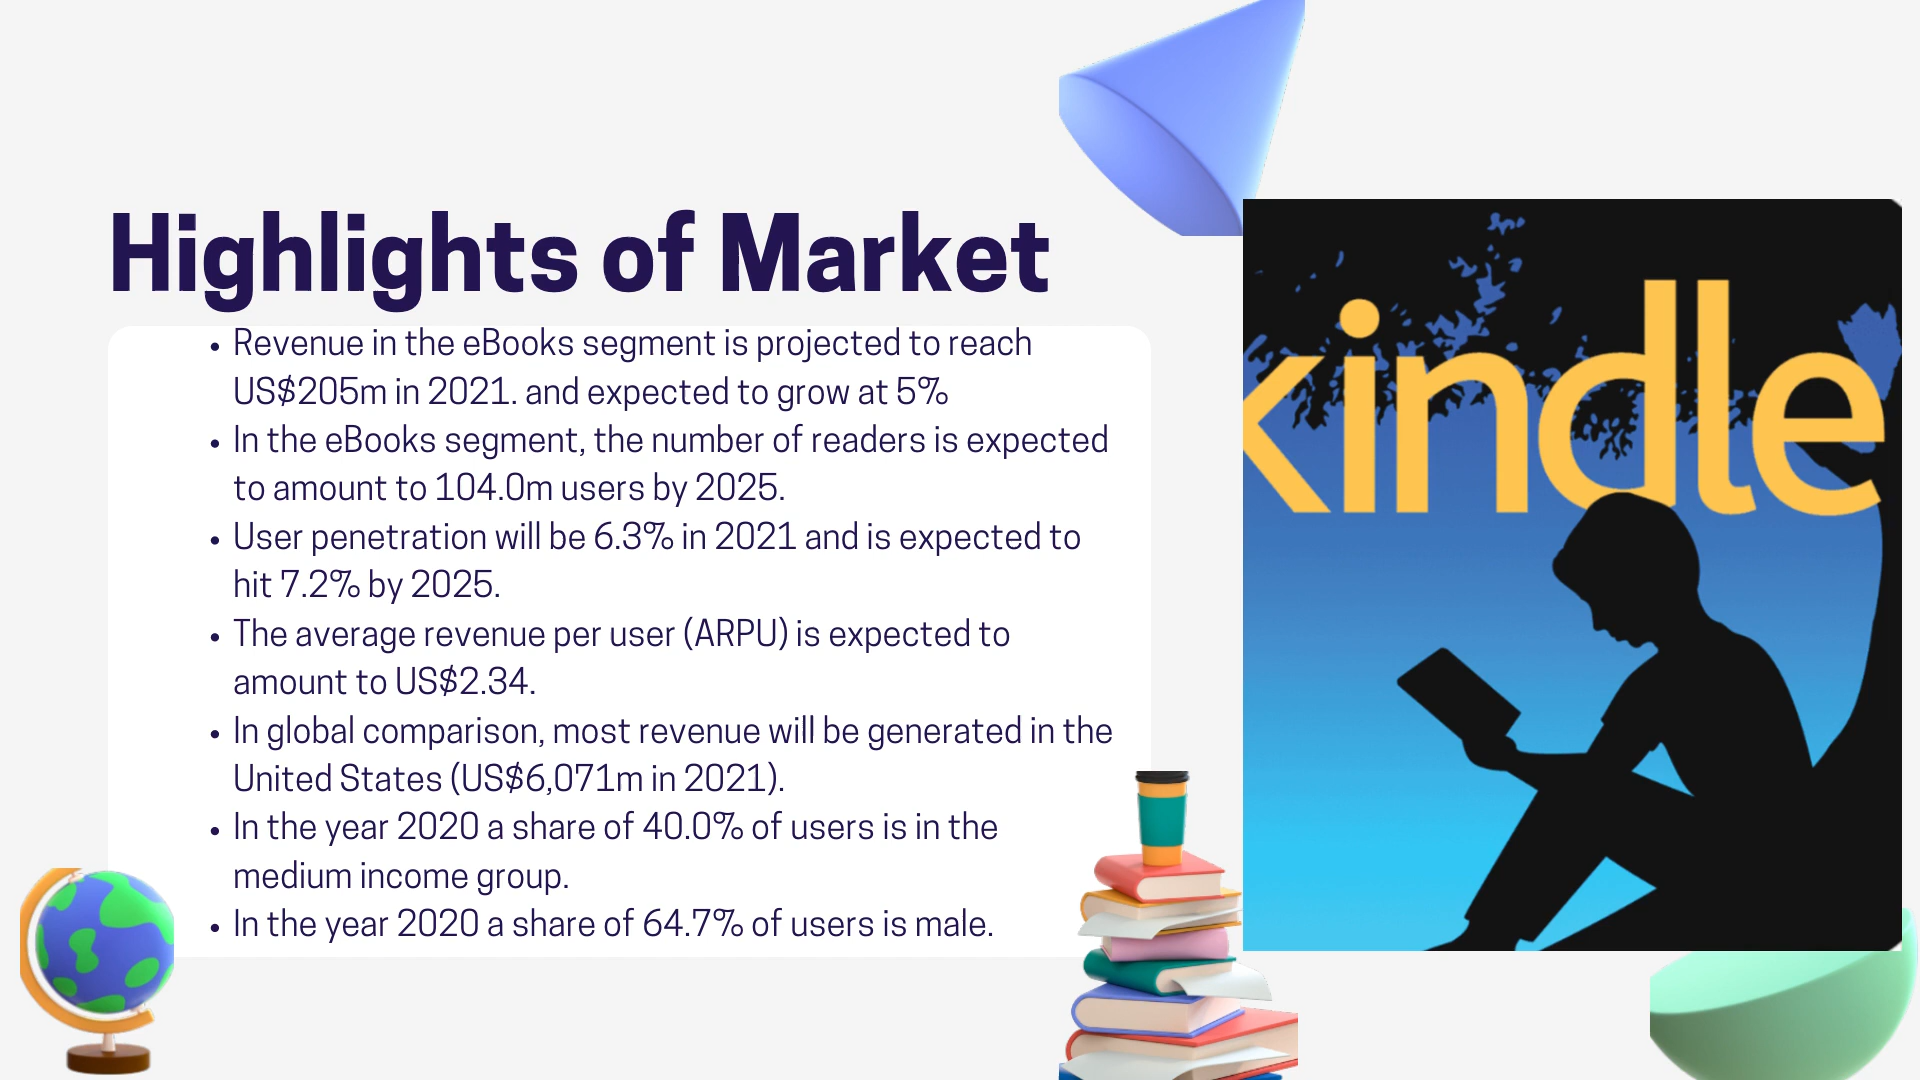 Highlights of Market
• Revenue in the eBooks segment is projected to reach
US$205m in 2021. and expected to grow at 5%
• In the eBooks segment, the number of readers is expected
to amount to 104.0m users by 2025.
• User penetration will be 6.3% in 2021 and is expected to
hit 7.2% by 2025.
• The average revenue per user (ARPU) is expected to
amount to US$2.34.
• In global comparison, most revenue will be generated in the
United States (US$6,071m in 2021).
• In the year 2020 a share of 40.0% of users is in the
medium income group.
• In the year 2020 a share of 64.7% of users is male.
kindle